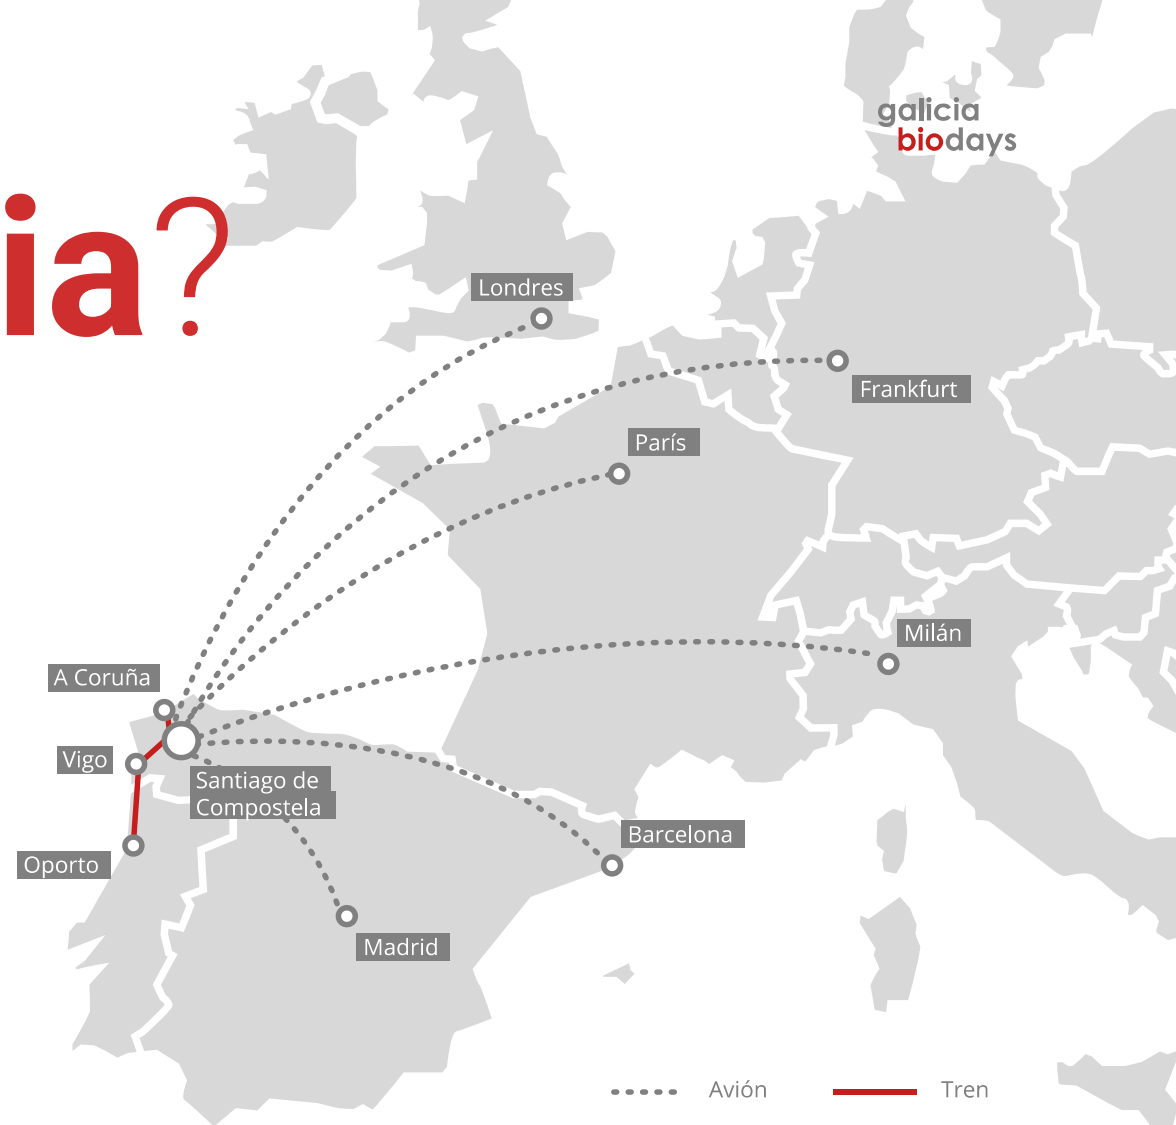 galicia
biodays
ia?
Londres
Frankfurt
París
Milán
A Coruña
Vigo
Santiago de
Compostela
Barcelona
Oporto
Madrid
Avión
Tren